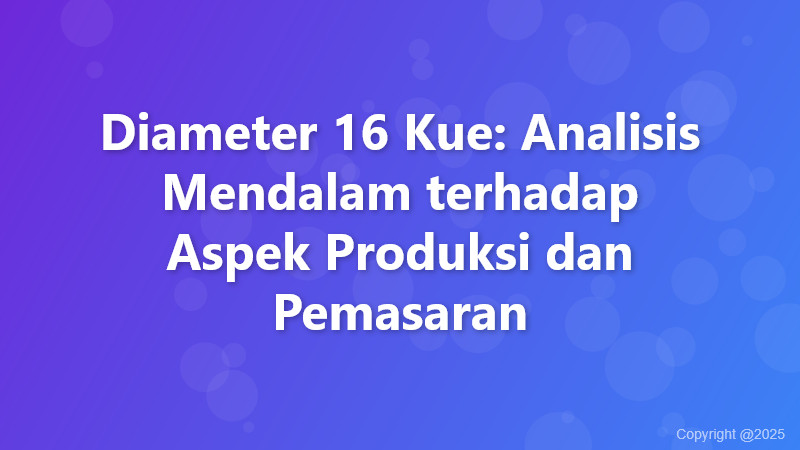 Diameter 16 Kue: Analisis
Mendalam terhadap
Aspek Produksi dan
Pemasaran
Copyright @2025